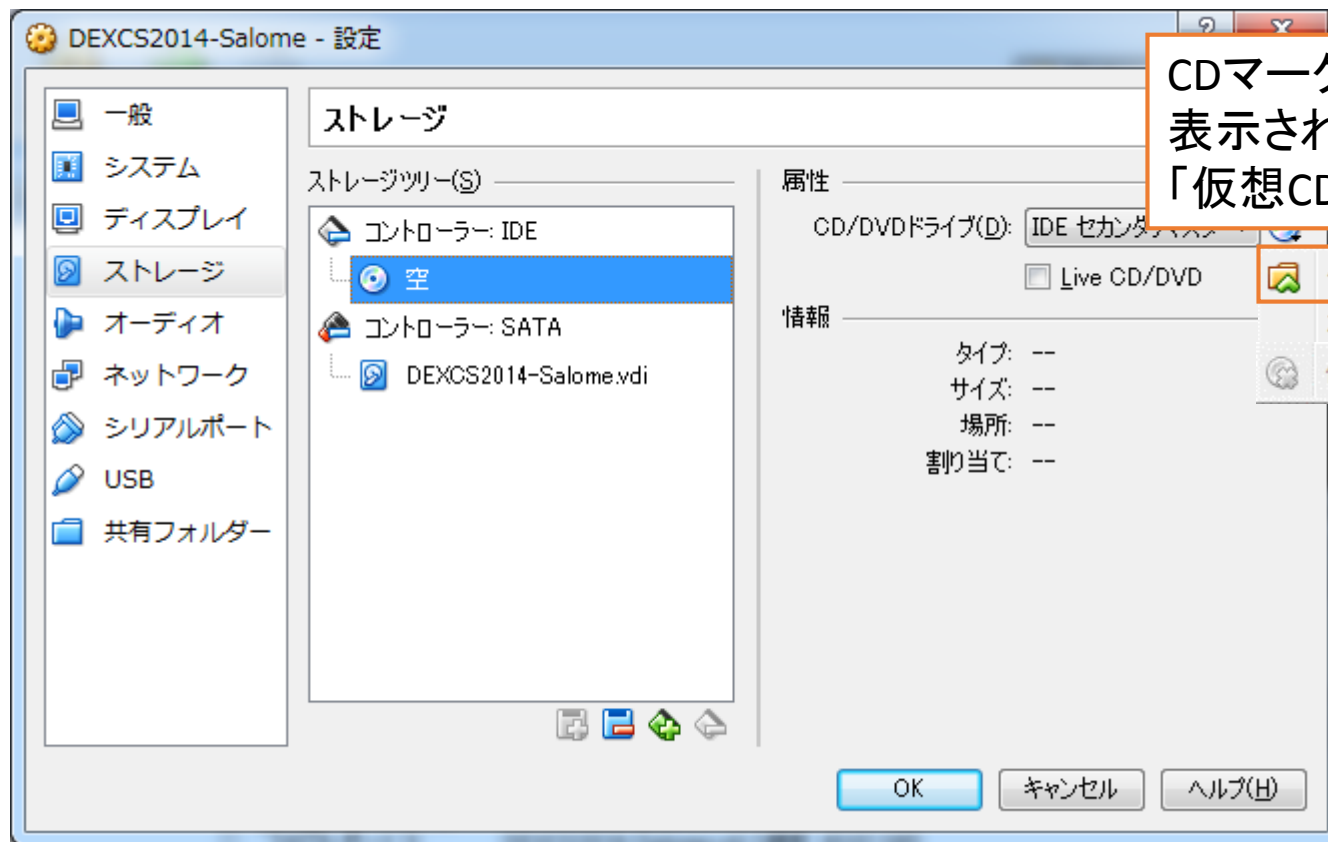 DEXCS2014-Salome - 設定
CDマーク
表示され
「仮想CD
一般
システム
ディスプレイ
ストレージ
オーディオ
ネットワーク
シリアルポート
USB
共有フォルダー
ストレージ
ストレージツリー(S)
コントローラー: IDE
空
コントローラー: SATA
DEXCS2014-Salome.vdi
属性
CD/DVDドライブ(D): IDE セカンダリマスター
Live CD/DVD
情報
タイプ: --
サイズ: --
場所: --
割り当て: --
OK
キャンセル
ヘルプ(H)